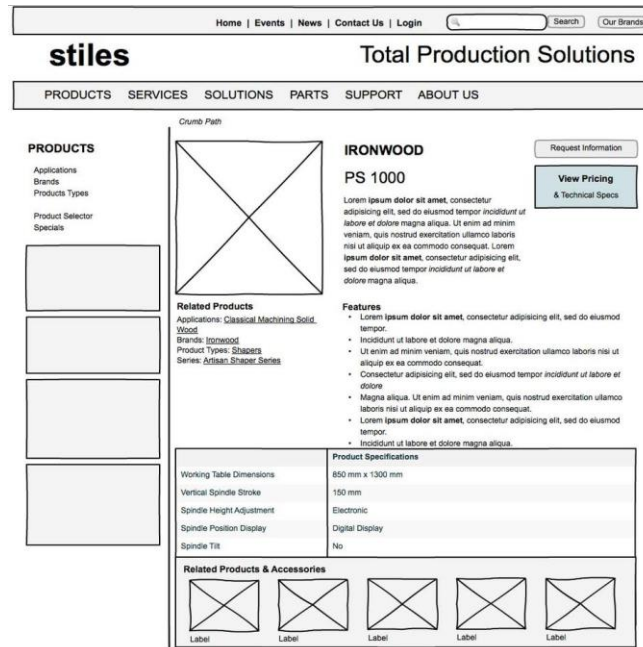 Home | Events | News | Contact Us | Login
Search
Our Brands
stiles
Total Production Solutions
PRODUCTS SERVICES SOLUTIONS PARTS SUPPORT ABOUT US
Crumb Path
PRODUCTS
Applications
Brands
Products Types
Product Selector
Specials
IRONWOOD
PS 1000
Lorem ipsum dolor sit amet, consectetur
adipisicing elit, sed do eiusmod tempor incididunt ut
labore et dolore magna aliqua. Ut enim ad minim
veniam, quis nostrud exercitation ullamco laboris
nisi ut aliquip ex ea commodo consequat. Lorem
ipsum dolor sit amet, consectetur adipisicing elit,
sed do eiusmod tempor incididunt ut labore et
dolore magna aliqua.
Request Information
View Pricing
& Technical Specs
Related Products
Applications: Classical Machining Solid
Wood
Brands: Ironwood
Product Types: Shapers
Series: Artisan Shaper Series
Features
• Lorem ipsum dolor sit amet, consectetur adipisicing elit, sed do eiusmod
tempor.
• Incididunt ut labore et dolore magna aliqua.
• Ut enim ad minim veniam, quis nostrud exercitation ullamco laboris nisi ut
aliquip ex ea commodo consequat.
• Consectetur adipisicing elit, sed do eiusmod tempor incididunt ut labore et
dolore
• Magna aliqua. Ut enim ad minim veniam, quis nostrud exercitation ullamco
laboris nisi ut aliquip ex ea commodo consequat.
• Lorem ipsum dolor sit amet, consectetur adipisicing elit, sed do eiusmod
tempor.
• Incididunt ut labore et dolore magna aliqua.
Product Specifications
Working Table Dimensions 850 mm x 1300 mm
Vertical Spindle Stroke 150 mm
Spindle Height Adjustment Electronic
Spindle Position Display Digital Display
Spindle Tilt No
Related Products & Accessories
Label Label Label Label Label